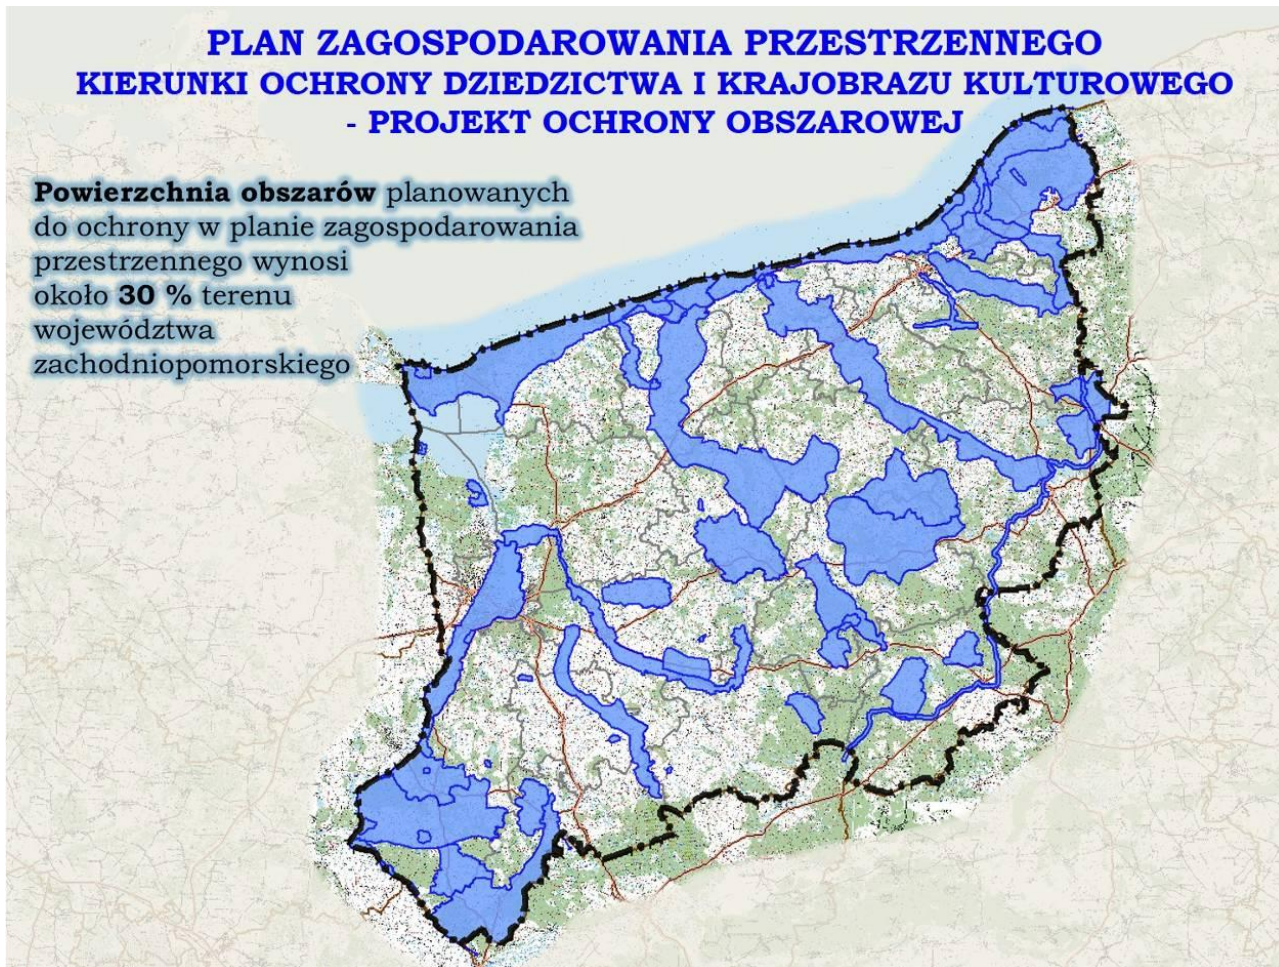 PLAN ZAGOSPODAROWANIA PRZESTRZENNEGO
KIERUNKI OCHRONY DZIEDZICTWA I KRAJOBRAZU KULTUROWEGO
- PROJEKT OCHRONY OBSZAROWEJ
Powierzchnia obszarów planowanych
do ochrony w planie zagospodarowania
przestrzennego wynosi
około 30 % terenu
województwa
zachodniopomorskiego